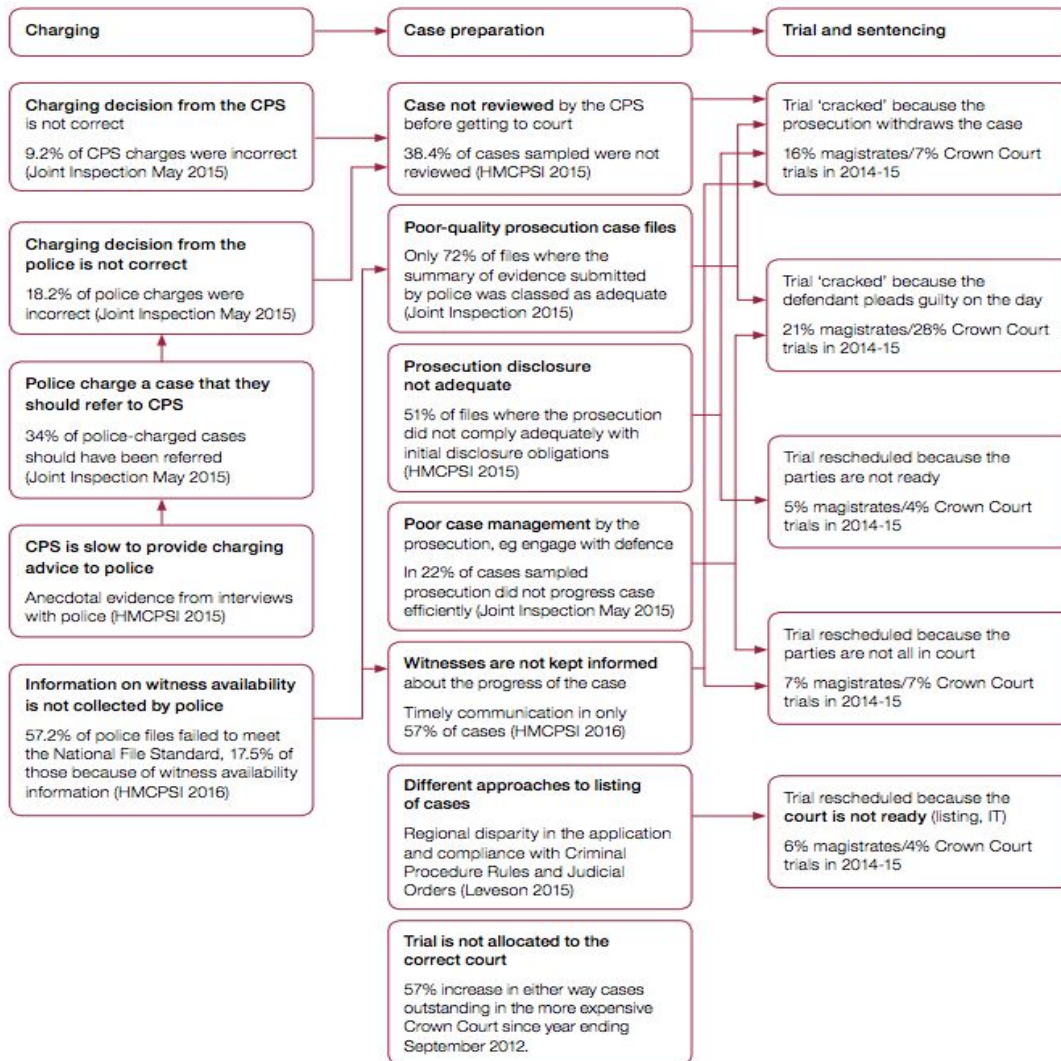 Charging
Case preparation
Trial and sentencing
Charging decision from the CPS
is not correct
9.2% of CPS charges were incorrect
(Joint Inspection May 2015)
Charging decision from the
police is not correct
18.2% of police charges were
incorrect (Joint Inspection May 2015)
Police charge a case that they
should refer to CPS
34% of police-charged cases
should have been referred
(Joint Inspection May 2015)
CPS is slow to provide charging
advice to police
Anecdotal evidence from interviews
with police (HMCPSI 2015)
Information on witness availability
is not collected by police
57.2% of police files failed to meet
the National File Standard, 17.5% of
those because of witness availability
information (HMCPSI 2016)
Case not reviewed by the CPS
before getting to court
38.4% of cases sampled were not
reviewed (HMCPSI 2015)
Poor-quality prosecution case files
Only 72% of files where the
summary of evidence submitted
by police was classed as adequate
(Joint Inspection 2015)
Prosecution disclosure
not adequate
51% of files where the prosecution
did not comply adequately with
initial disclosure obligations
(HMCPSI 2015)
Poor case management by the
prosecution, eg engage with defence
In 22% of cases sampled
prosecution did not progress case
efficiently (Joint Inspection May 2015)
Witnesses are not kept informed
about the progress of the case
Timely communication in only
57% of cases (HMCPSI 2016)
Different approaches to listing
of cases
Regional disparity in the application
and compliance with Criminal
Procedure Rules and Judicial
Orders (Leveson 2015)
Trial is not allocated to the
correct court
57% increase in either way cases
outstanding in the more expensive
Crown Court since year ending
September 2012.
Trial ‘cracked’ because the
prosecution withdraws the case
16% magistrates/7% Crown Court
trials in 2014-15
Trial ‘cracked’ because the
defendant pleads guilty on the day
21% magistrates/28% Crown Court
trials in 2014-15
Trial rescheduled because the
parties are not ready
5% magistrates/4% Crown Court
trials in 2014-15
Trial rescheduled because the
parties are not all in court
7% magistrates/7% Crown Court
trials in 2014-15
Trial rescheduled because the
court is not ready (listing, IT)
6% magistrates/4% Crown Court
trials in 2014-15